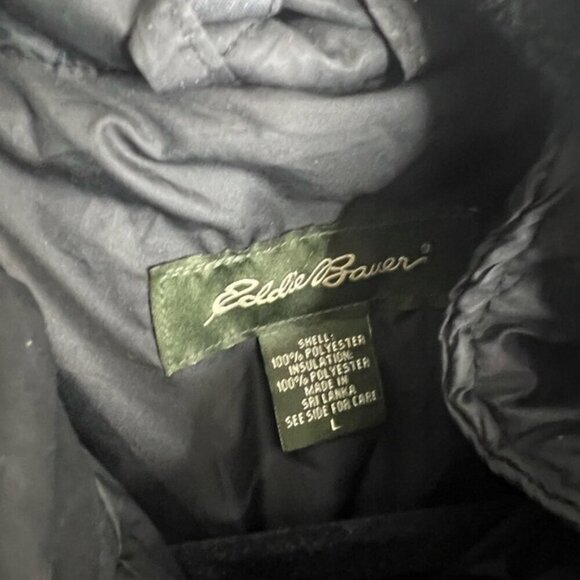 Eddie Bauer®
SHELL:
100% POLYESTER
INSULATION:
100% POLYESTER
MADE IN
SRI LANKA
SEE SIDE FOR CARE
L